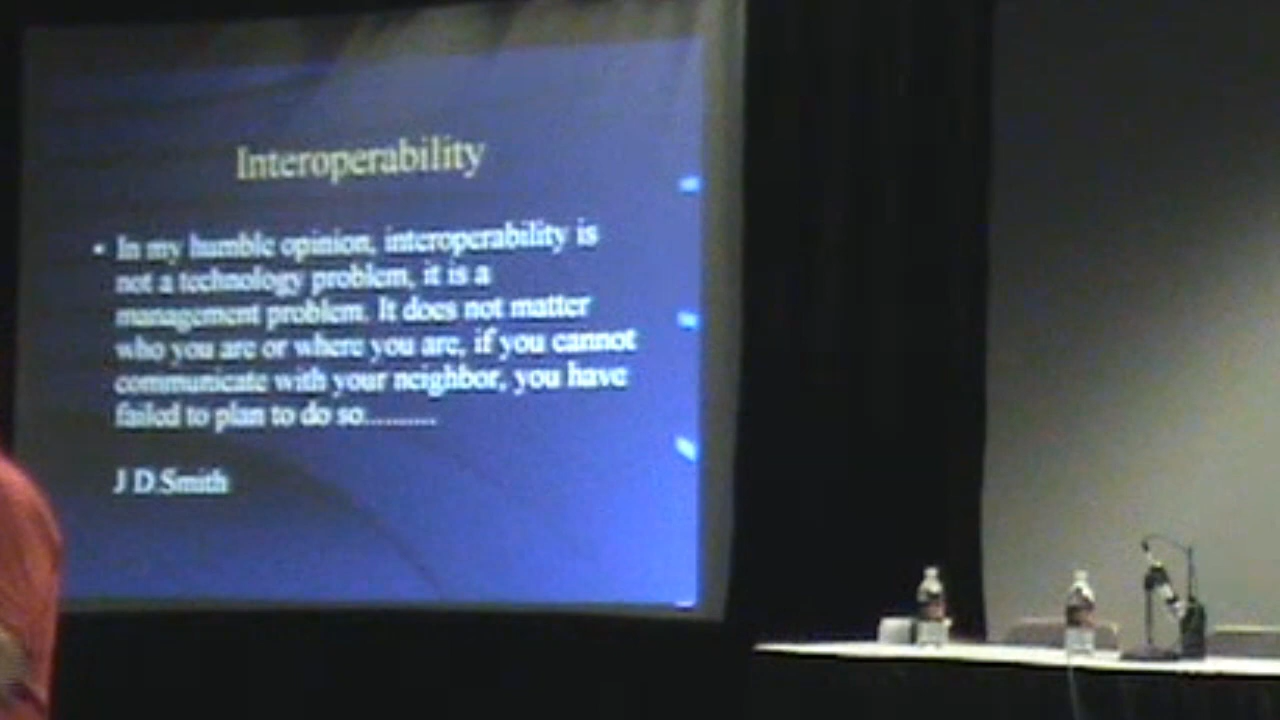 Interoperability
• In my humble opinion, interoperability is
not a technology problem, it is a
management problem. It does not matter
who you are or where you are, if you cannot
communicate with your neighbor, you have
failed to plan to do so..........
J D.Smith